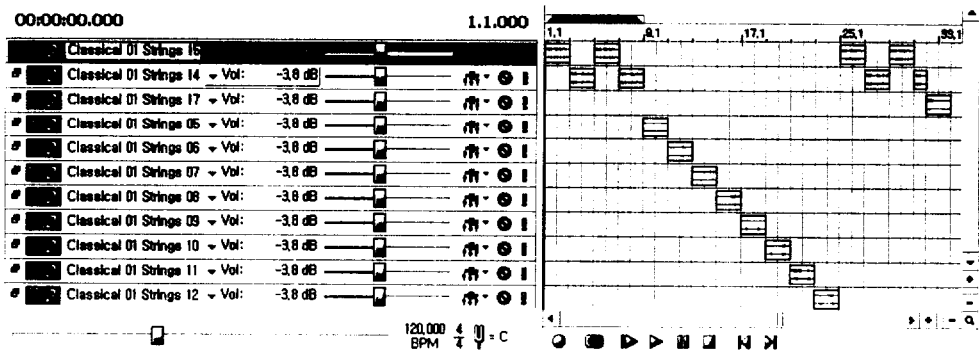 00:00:00.000 1.1.000
1.1 9.1 17.1 25.1 33.1
Classical 01 Strings 16
Classical 01 Strings 14 Vol: -3,8 dB
Classical 01 Strings 17 Vol: -3,8 dB
Classical 01 Strings 05 Vol: -3,8 dB
Classical 01 Strings 06 Vol: -3,8 dB
Classical 01 Strings 07 Vol: -3,8 dB
Classical 01 Strings 08 Vol: -3,8 dB
Classical 01 Strings 09 Vol: -3,8 dB
Classical 01 Strings 10 Vol: -3,8 dB
Classical 01 Strings 11 Vol: -3,8 dB
Classical 01 Strings 12 Vol: -3,8 dB
120,000 BPM 4/4 = C